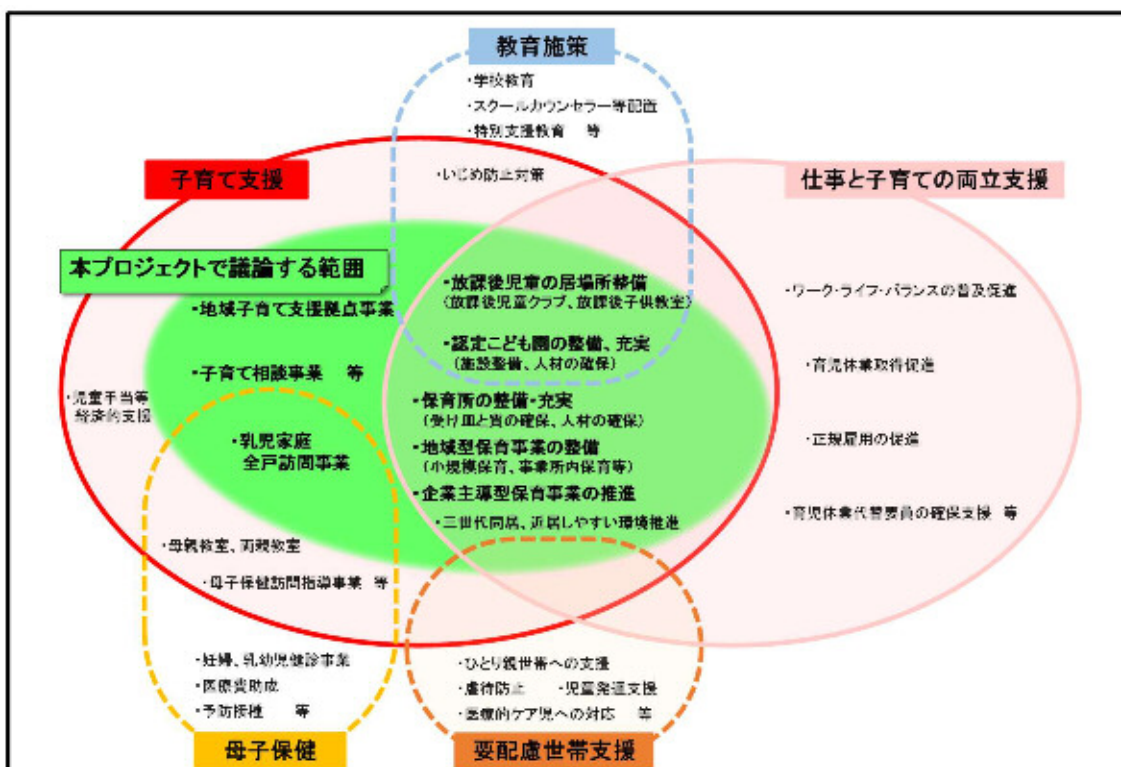 教育施策
・学校教育
・スクールカウンセラー等配置
・特別支援教育　等
・いじめ防止対策
子育て支援
仕事と子育ての両立支援
本プロジェクトで議論する範囲
・地域子育て支援拠点事業
・子育て相談事業　等
・児童手当等
経済的支援
・乳児家庭
全戸訪問事業
・放課後児童の居場所整備
（放課後児童クラブ、放課後子供教室）
・認定こども園の整備、充実
（施設整備、人材の確保）
・保育所の整備・充実
（受け皿と質の確保、人材の確保）
・地域型保育事業の整備
（小規模保育、事業所内保育等）
・企業主導型保育事業の推進
・三世代同居、近居しやすい環境推進
・ワーク・ライフ・バランスの普及促進
・育児休業取得促進
・正規雇用の促進
・育児休業代替要員の確保支援　等
・母親教室、両親教室
・母子保健訪問指導事業　等
・妊婦、乳幼児健診事業
・医療費助成
・予防接種　等
母子保健
・ひとり親世帯への支援
・虐待防止　・児童発達支援
・医療的ケア児への対応　等
要配慮世帯支援